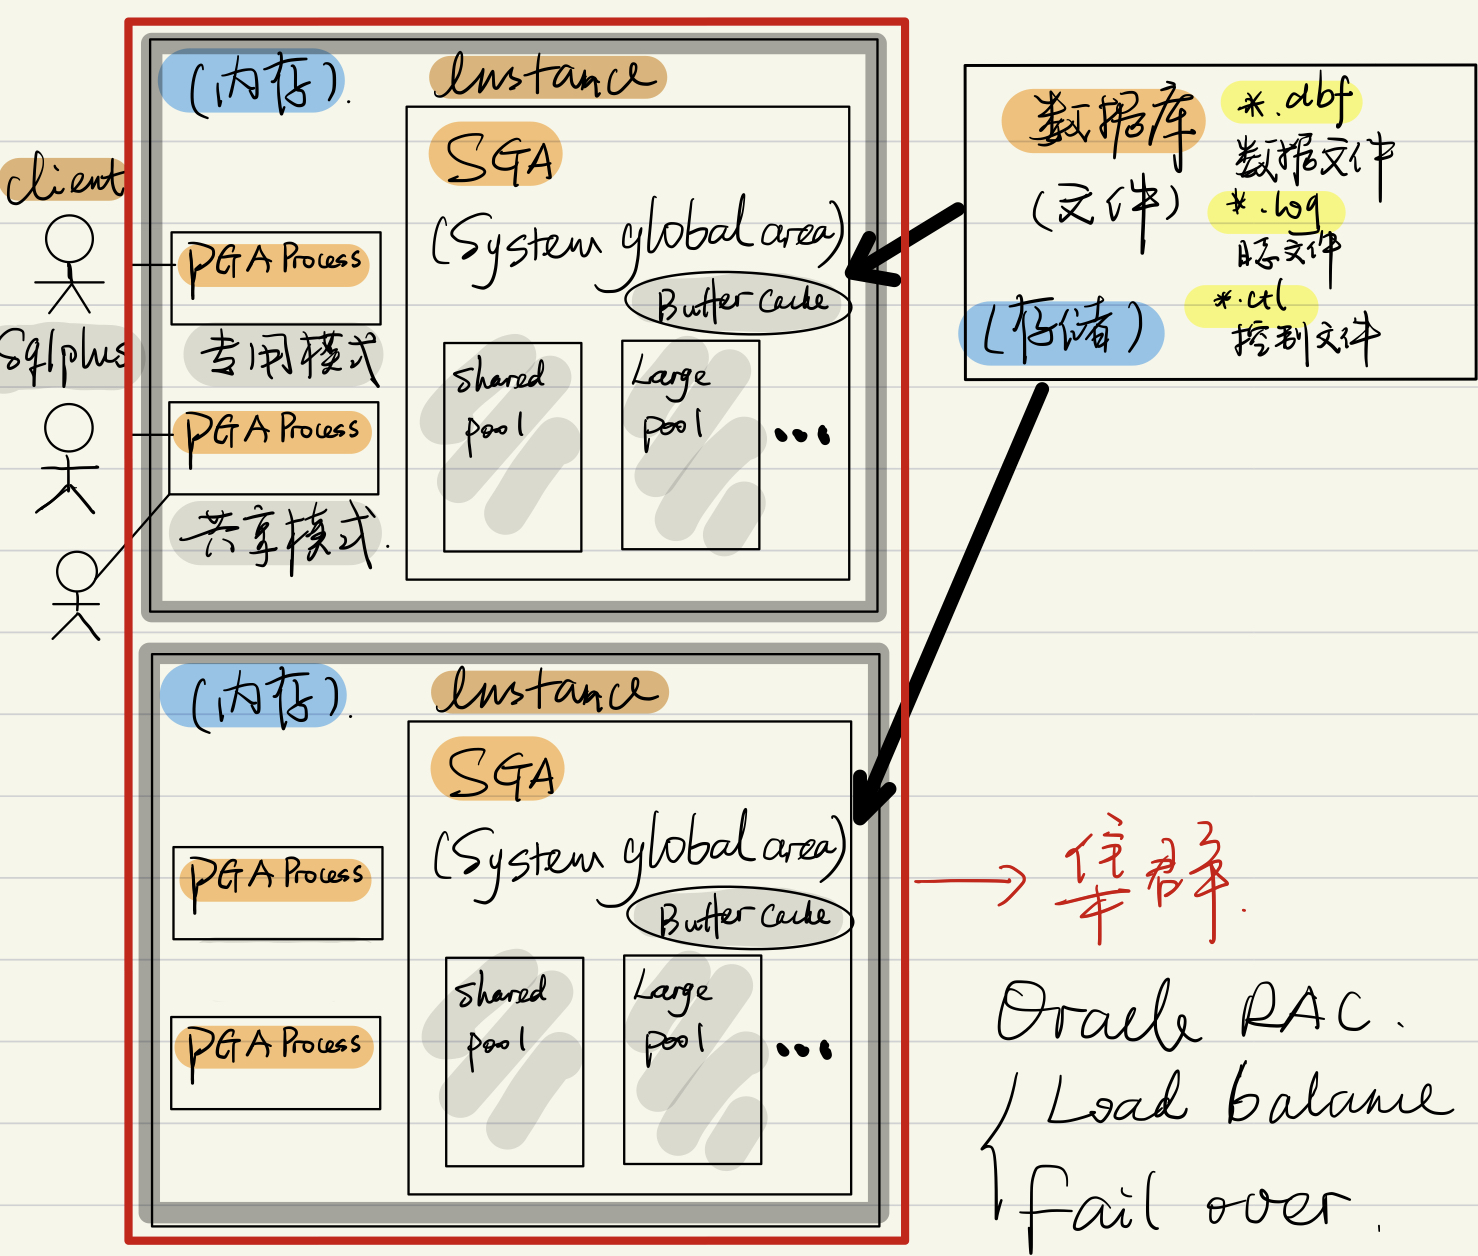 (内存).
Instance
SGA
(System global area)
Buffer cache
Shared
pool
Large
pool
...
client
PGA Process
专用模式
Sqlplus
PGA Process
共享模式.
数据库
(文件)
(存储)
*.dbf
数据文件
*.log
日志文件
*.ctl
控制文件
(内存).
Instance
SGA
(System global area)
Buffer cache
Shared
pool
Large
pool
...
PGA Process
PGA Process
集群.
Oracle RAC.
Load balance
Fail over.